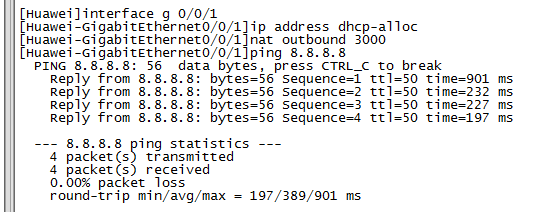 [Huawei]interface g 0/0/1
[Huawei-GigabitEthernet0/0/1]ip address dhcp-alloc
[Huawei-GigabitEthernet0/0/1]nat outbound 3000
[Huawei-GigabitEthernet0/0/1]ping 8.8.8.8
  PING 8.8.8.8: 56  data bytes, press CTRL_C to break
    Reply from 8.8.8.8: bytes=56 Sequence=1 ttl=50 time=901 ms
    Reply from 8.8.8.8: bytes=56 Sequence=2 ttl=50 time=232 ms
    Reply from 8.8.8.8: bytes=56 Sequence=3 ttl=50 time=227 ms
    Reply from 8.8.8.8: bytes=56 Sequence=4 ttl=50 time=197 ms
  --- 8.8.8.8 ping statistics ---
    4 packet(s) transmitted
    4 packet(s) received
    0.00% packet loss
    round-trip min/avg/max = 197/389/901 ms